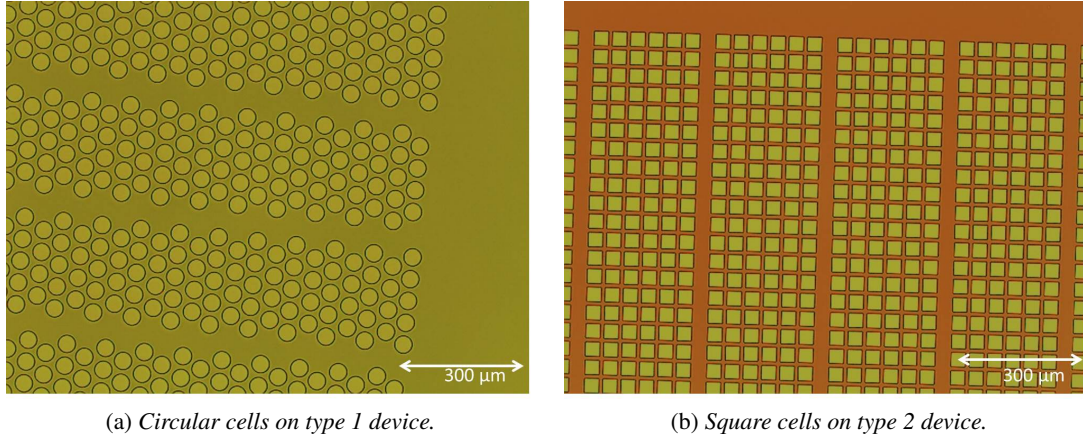 300 µm
300 µm
(a) Circular cells on type 1 device.
(b) Square cells on type 2 device.